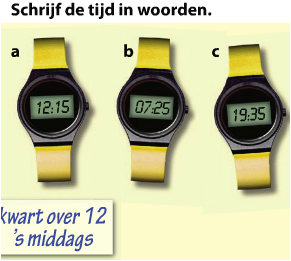 Schrijf de tijd in woorden.
a b c
12:15 07:25 19:35
kwart over 12
's middags